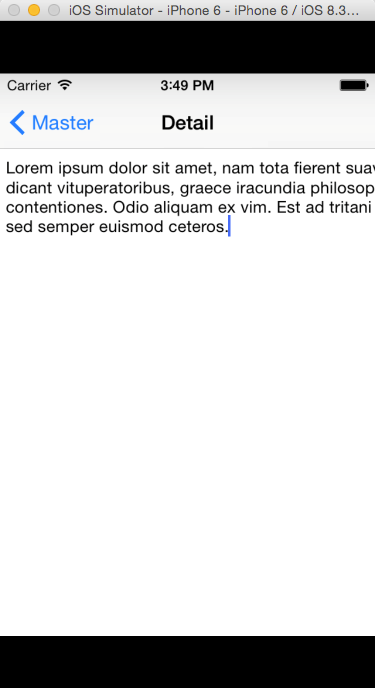 iOS Simulator - iPhone 6 - iPhone 6 / iOS 8.3...
Carrier 3:49 PM
Master Detail
Lorem ipsum dolor sit amet, nam tota fierent
dicant vituperatoribus, graece iracundia philosop
contentiones. Odio aliquam ex vim. Est ad tritani
sed semper euismod ceteros.